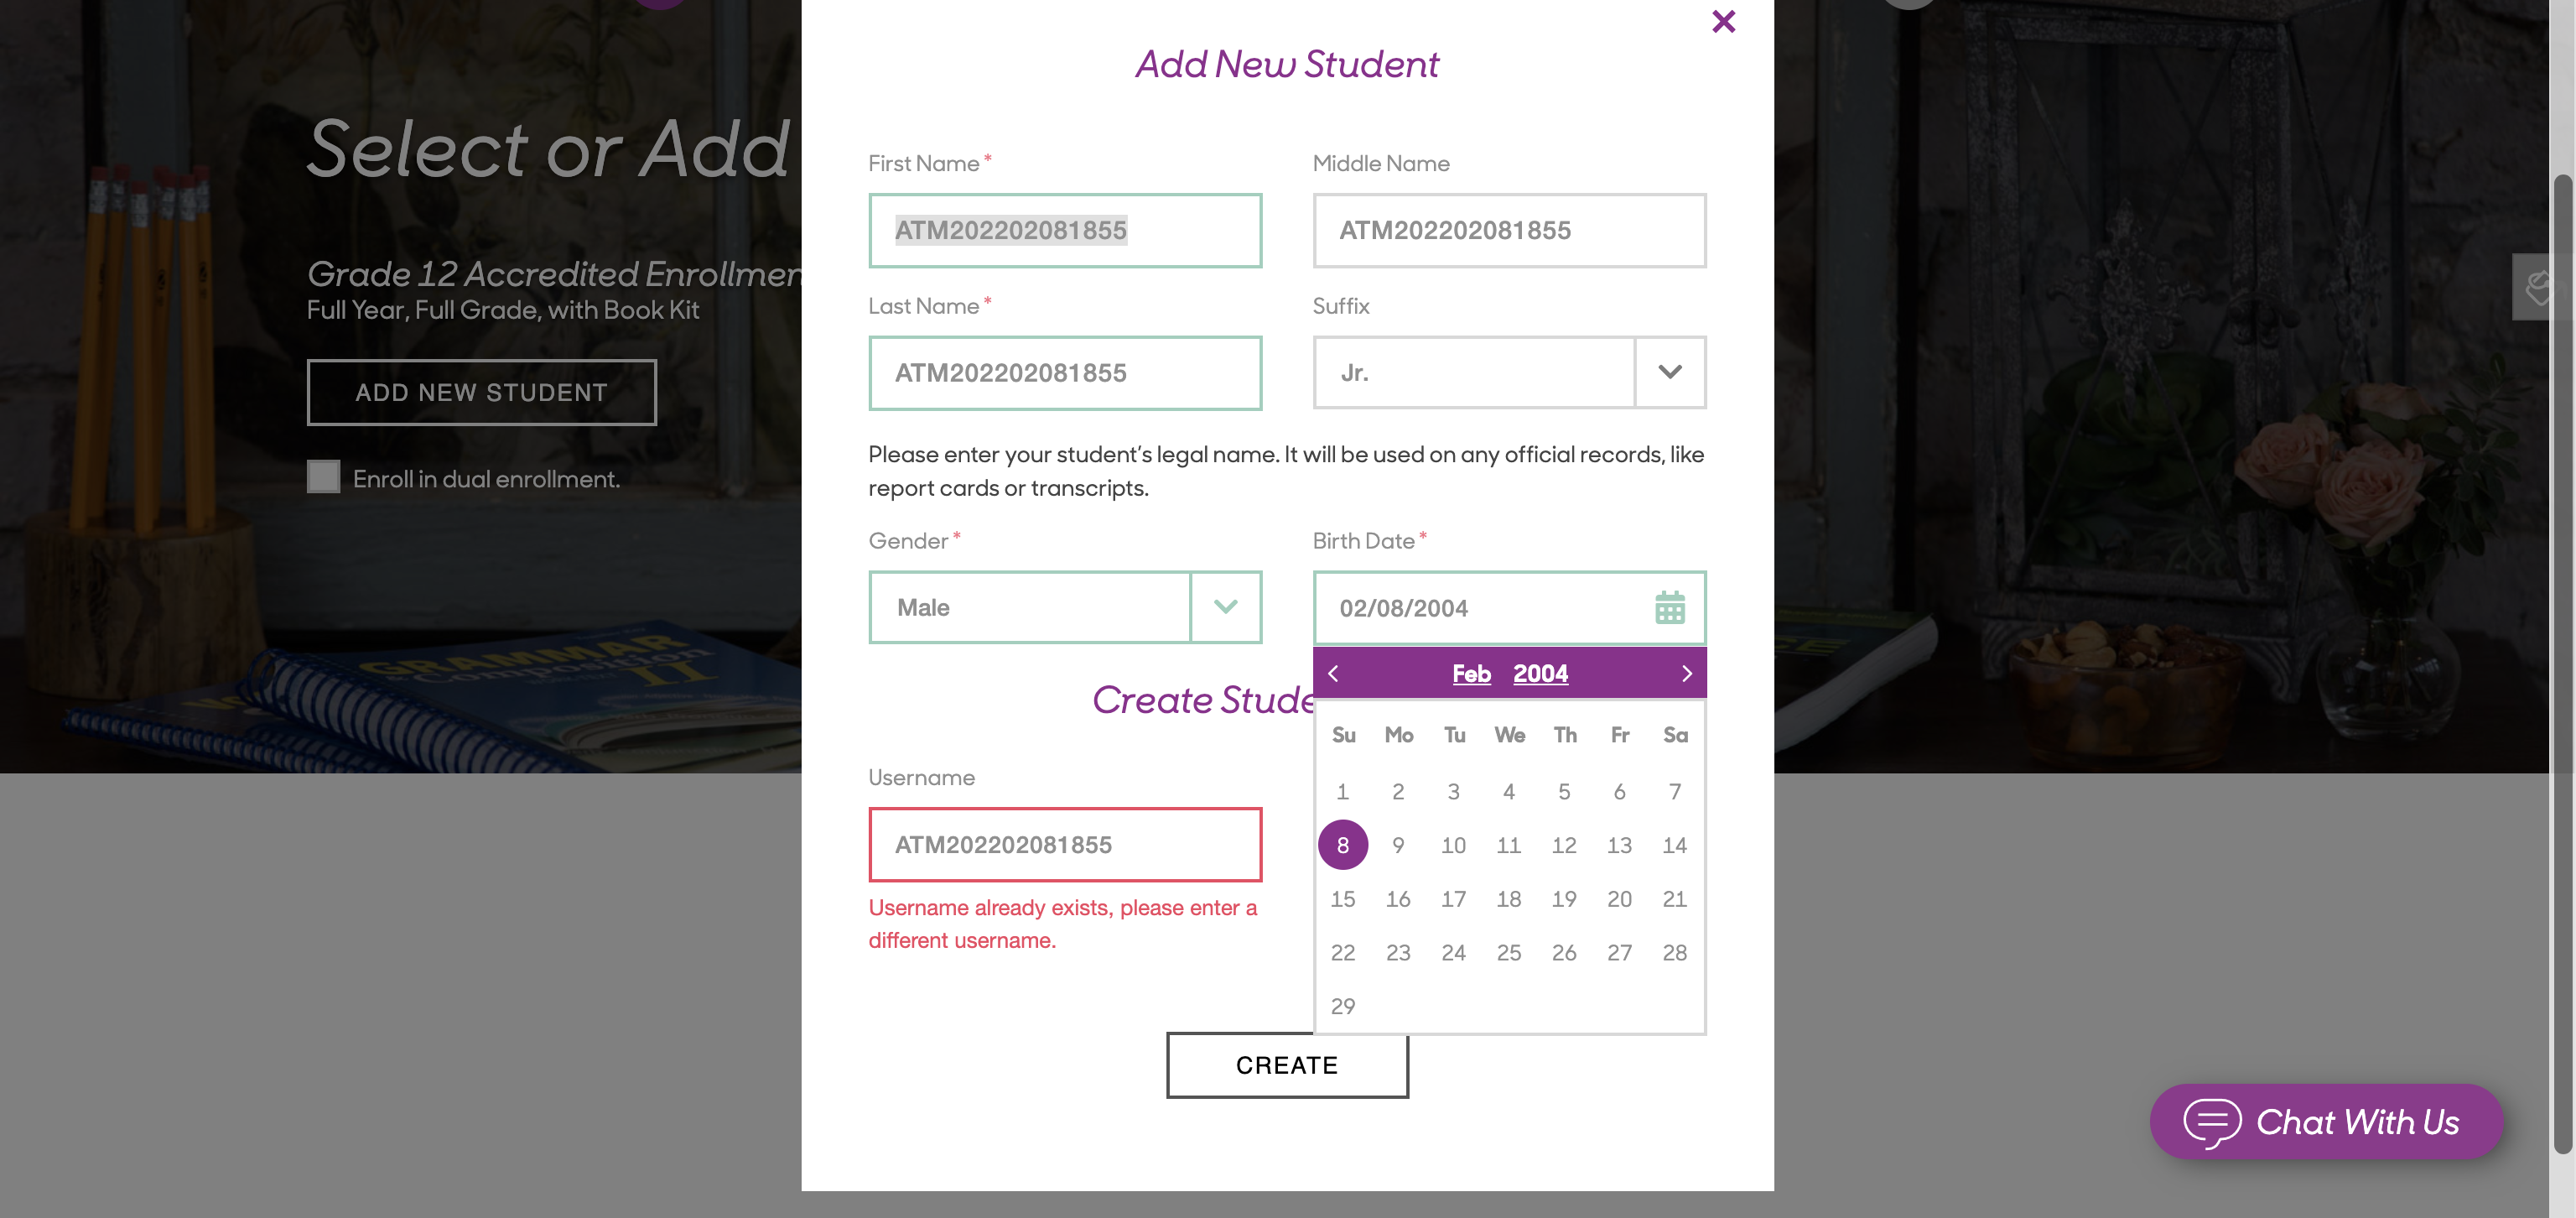 Add New Student
Select or Add
Grade 12 Accredited Enrollmen
Full Year, Full Grade, with Book Kit
ADD NEW STUDENT
Enroll in dual enrollment.
First Name *
Middle Name
ATM202202081855
ATM202202081855
Last Name *
Suffix
ATM202202081855
Jr.
Please enter your student's legal name. It will be used on any official records, like
report cards or transcripts.
Gender *
Birth Date *
Male
02/08/2004
Feb 2004
Su Mo Tu We Th Fr Sa
1 2 3 4 5 6 7
8 9 10 11 12 13 14
15 16 17 18 19 20 21
22 23 24 25 26 27 28
29
Create Stude
Username
ATM202202081855
Username already exists, please enter a
different username.
CREATE
GRAMMAR
Composition
II
Chat With Us